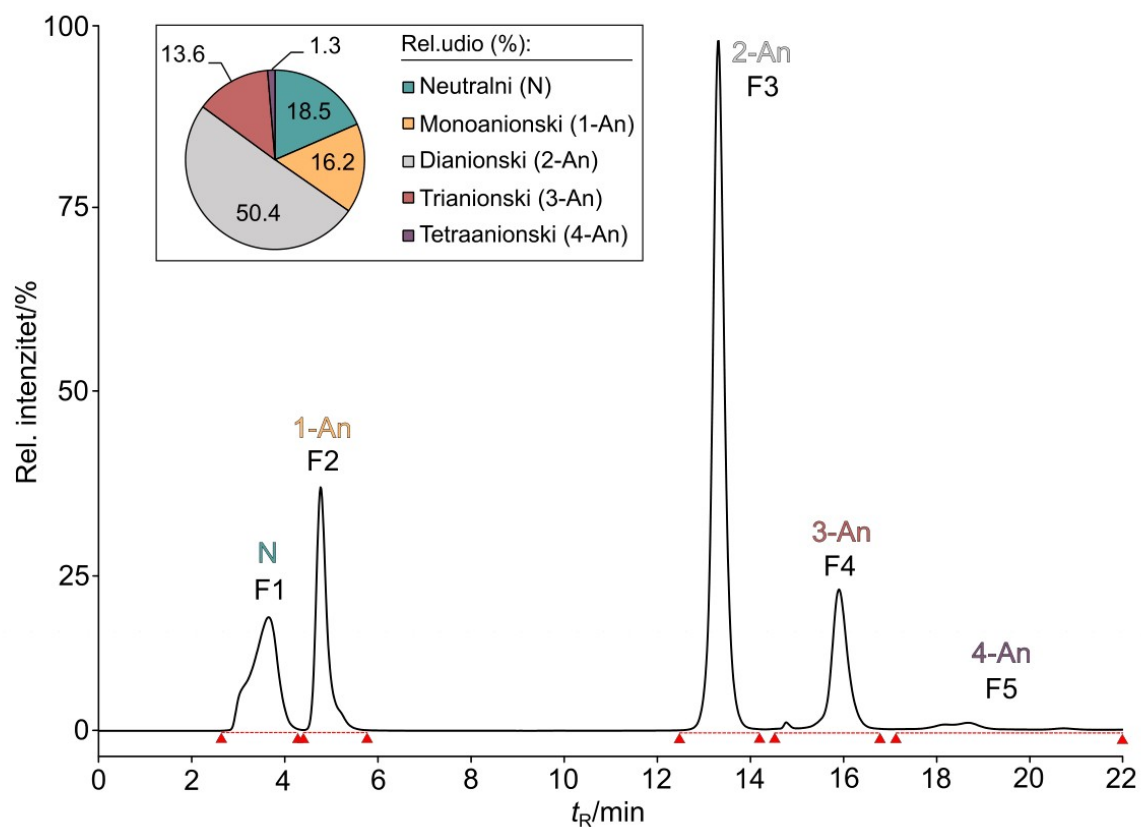 100
75
50
25
0
Rel. intenzitet/%
13.6
1.3
18.5
16.2
50.4
Rel.udio (%):
Neutralni (N)
Monoanionski (1-An)
Dianionski (2-An)
Trianionski (3-An)
Tetraanionski (4-An)
N
F1
1-An
F2
2-An
F3
3-An
F4
4-An
F5
0 2 4 6 8 10 12 14 16 18 20 22
tR/min